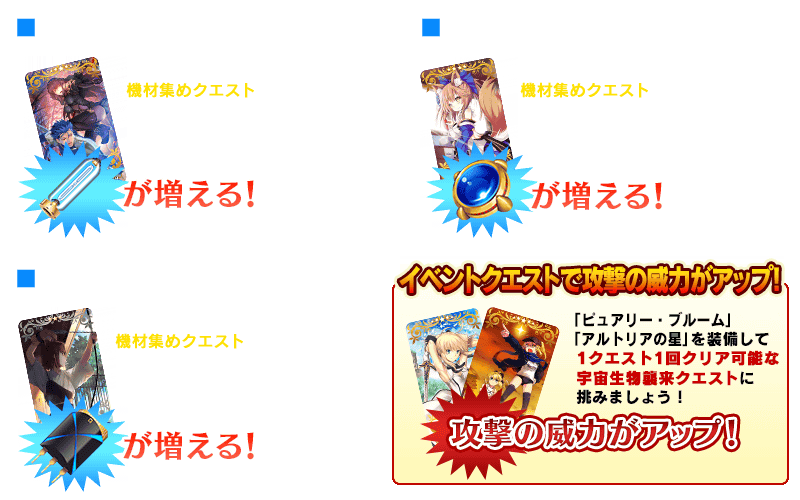 機材集めクエスト
が増える!
機材集めクエスト
が増える!
機材集めクエスト
が増える!
イベントクエストで攻撃の威力がアップ!
「ピュアリー・ブルーム」
「アルトリアの星」を装備して
1クエスト1回クリア可能な
宇宙生物襲来クエストに
挑みましょう!
攻撃の威力がアップ!